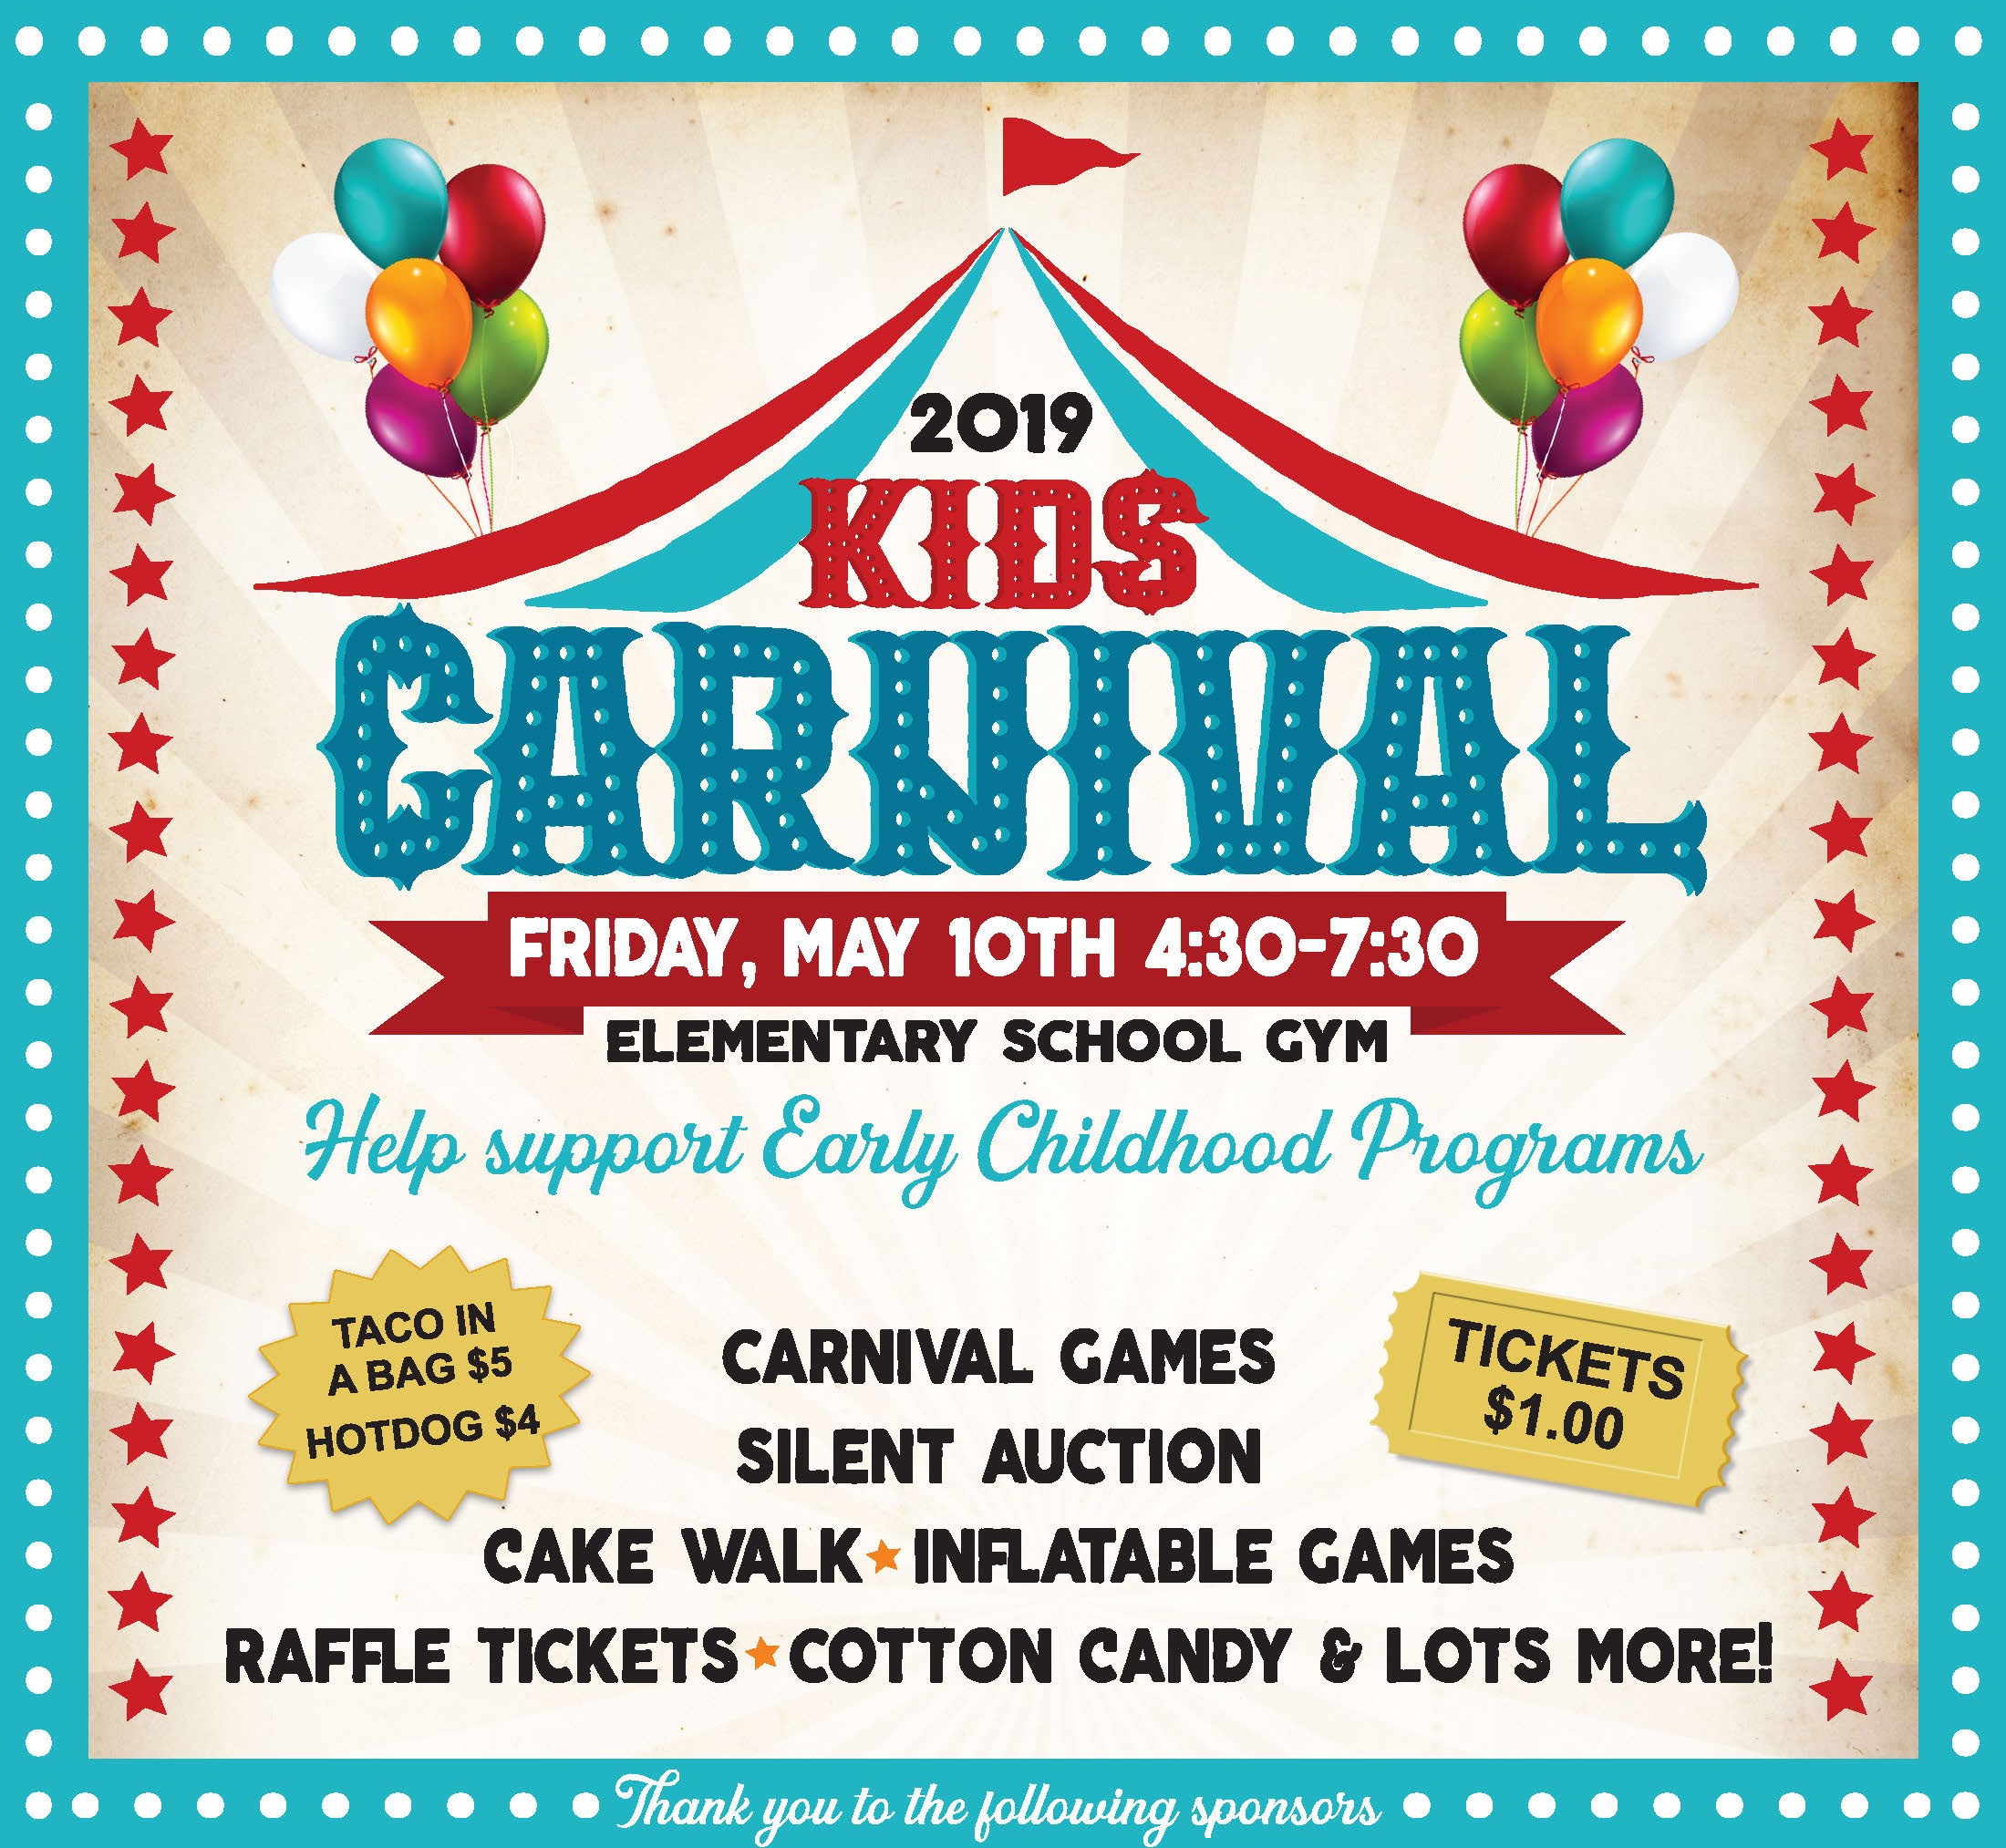 2019
KIDS
CARNIVAL
FRIDAY, MAY 10TH 4:30-7:30
ELEMENTARY SCHOOL GYM
Help support Early Childhood Programs
TACO IN
A BAG $5
HOTDOG $4
TICKETS
$1.00
CARNIVAL GAMES
SILENT AUCTION
CAKE WALK★INFLATABLE GAMES
RAFFLE TICKETS★COTTON CANDY & LOTS MORE!
Thank you to the following sponsors